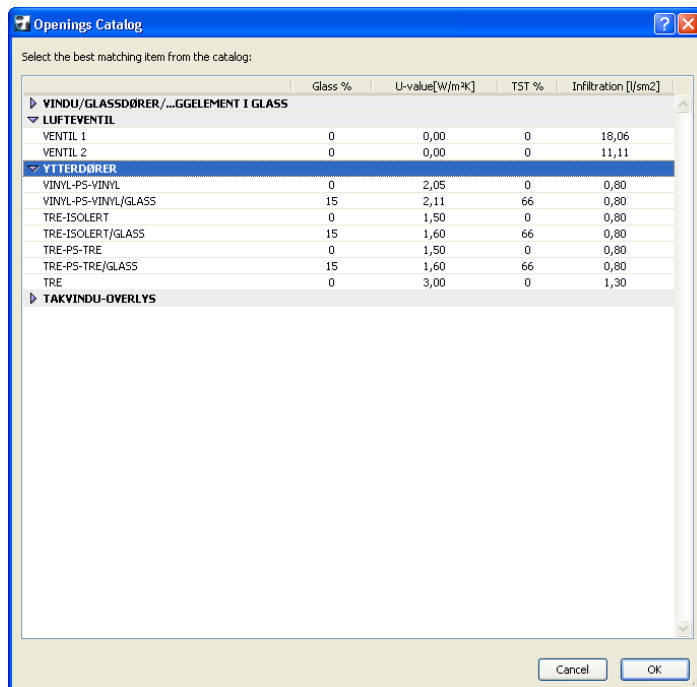 Openings Catalog
Select the best matching item from the catalog:
Glass % U-value[W/m²K] TST % Infiltration [l/sm2]
VINDU/GLASSDØRER/...GGELEMENT I GLASS
LUFTEVENTIL
VENTIL 1 0 0,00 0 18,06
VENTIL 2 0 0,00 0 11,11
YTTERDØRER
VINYL-PS-VINYL 0 2,05 0 0,80
VINYL-PS-VINYL/GLASS 15 2,11 66 0,80
TRE-ISOLERT 0 1,50 0 0,80
TRE-ISOLERT/GLASS 15 1,60 66 0,80
TRE-PS-TRE 0 1,50 0 0,80
TRE-PS-TRE/GLASS 15 1,60 66 0,80
TRE 0 3,00 0 1,30
TAKVINDU-OVERLYS
Cancel OK